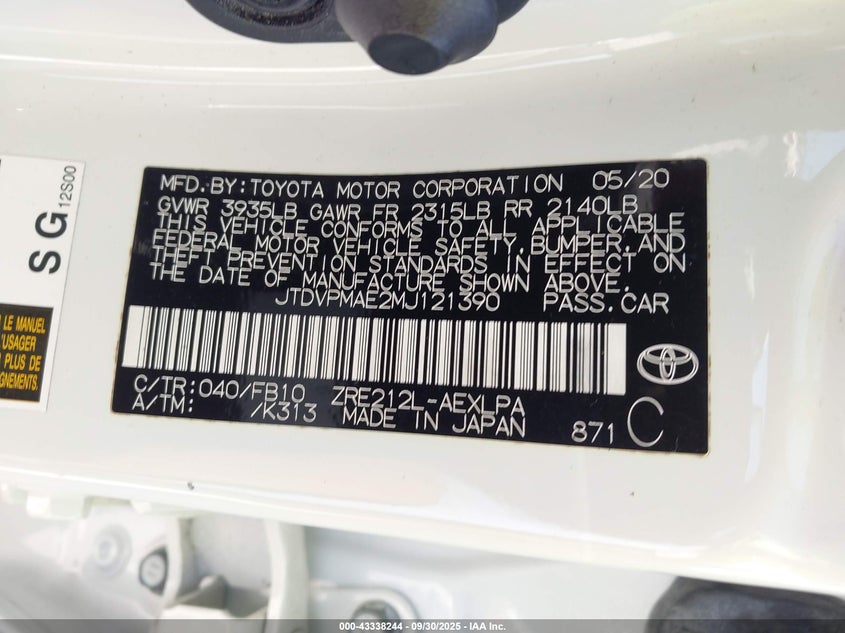 MFD. BY: TOYOTA MOTOR CORPORATION 05/20
GVWR 3935LB GAWR FR 2315LB RR 2140LB
THIS VEHICLE CONFORMS TO ALL APPLICABLE
FEDERAL MOTOR VEHICLE SAFETY, BUMPER, AND
THEFT PREVENTION STANDARDS IN EFFECT ON
THE DATE OF MANUFACTURE SHOWN ABOVE.
JTDVPMAE2MJ121390 PASS. CAR
C/TR: 040/FB10 ZRE212L-AEXLPA
A/TM: /K313 MADE IN JAPAN 871 C
SG 12S00
LE MANUEL
'USAGER
PLUS DE
GNEMENTS.
000-43338244 - 09/30/2025 - IAA Inc.